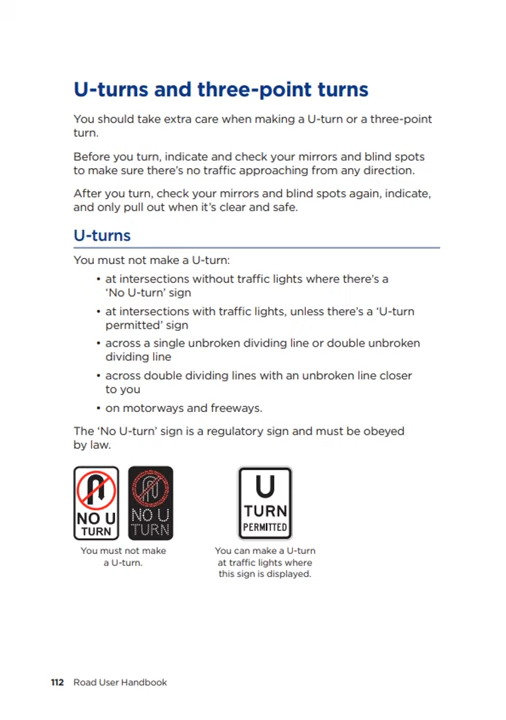 U-turns and three-point turns
You should take extra care when making a U-turn or a three-point
turn.
Before you turn, indicate and check your mirrors and blind spots
to make sure there's no traffic approaching from any direction.
After you turn, check your mirrors and blind spots again, indicate,
and only pull out when it's clear and safe.
U-turns
You must not make a U-turn:
• at intersections without traffic lights where there's a
'No U-turn' sign
• at intersections with traffic lights, unless there's a 'U-turn
permitted' sign
• across a single unbroken dividing line or double unbroken
dividing line
• across double dividing lines with an unbroken line closer
to you
• on motorways and freeways.
The 'No U-turn' sign is a regulatory sign and must be obeyed
by law.
NO U
TURN
NO U
TURN
You must not make
a U-turn.
U
TURN
PERMITTED
You can make a U-turn
at traffic lights where
this sign is displayed.
112 Road User Handbook